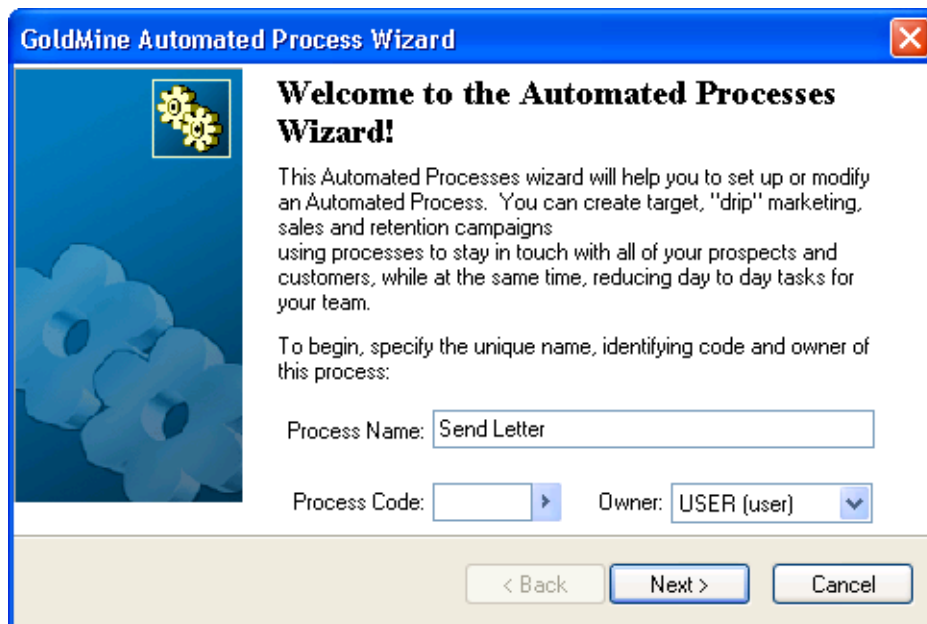 GoldMine Automated Process Wizard
Welcome to the Automated Processes
Wizard!
This Automated Processes wizard will help you to set up or modify
an Automated Process.  You can create target, "drip" marketing,
sales and retention campaigns
using processes to stay in touch with all of your prospects and
customers, while at the same time, reducing day to day tasks for
your team.
To begin, specify the unique name, identifying code and owner of
this process:
Process Name: Send Letter
Process Code: Owner: USER (user)
< Back Next > Cancel